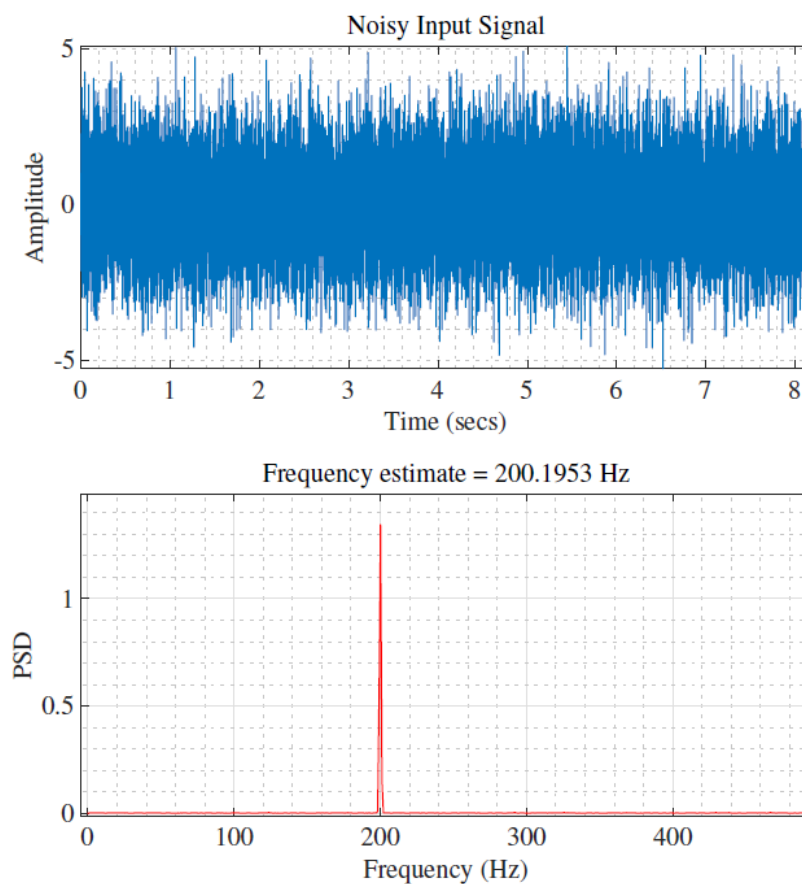 Noisy Input Signal
5
0
-5
Amplitude
0 1 2 3 4 5 6 7 8
Time (secs)
Frequency estimate = 200.1953 Hz
1
0.5
0
PSD
0 100 200 300 400
Frequency (Hz)